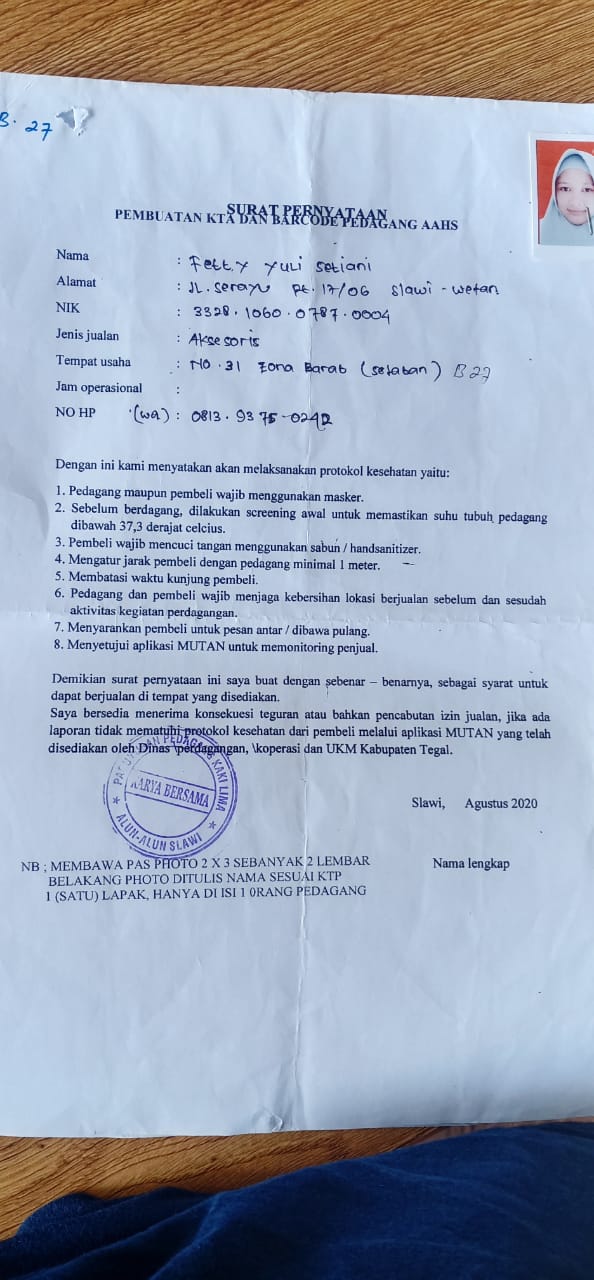 B. 27
SURAT PERNYATAAN
PEMBUATAN KTA DAN BARCODE PEDAGANG AAHS
Nama : Fetty Yuli Setiani
Alamat : JL. Serayu Rt. 17/06 Slawi - Wetan
NIK : 3328.1060.0787.0004
Jenis jualan : Aksesoris
Tempat usaha : NO. 31 Zona Barat (selatan) B 27
Jam operasional :
NO HP (wa) : 0813.9375-0242
Dengan ini kami menyatakan akan melaksanakan protokol kesehatan yaitu:
1. Pedagang maupun pembeli wajib menggunakan masker.
2. Sebelum berdagang, dilakukan screening awal untuk memastikan suhu tubuh pedagang
dibawah 37,3 derajat celcius.
3. Pembeli wajib mencuci tangan menggunakan sabun / handsanitizer.
4. Mengatur jarak pembeli dengan pedagang minimal 1 meter.
5. Membatasi waktu kunjung pembeli.
6. Pedagang dan pembeli wajib menjaga kebersihan lokasi berjualan sebelum dan sesudah
aktivitas kegiatan perdagangan.
7. Menyarankan pembeli untuk pesan antar / dibawa pulang.
8. Menyetujui aplikasi MUTAN untuk memonitoring penjual.
Demikian surat pernyataan ini saya buat dengan sebenar – benarnya, sebagai syarat untuk
dapat berjualan di tempat yang disediakan.
Saya bersedia menerima konsekuesi teguran atau bahkan pencabutan izin jualan, jika ada
laporan tidak mematuhi protokol kesehatan dari pembeli melalui aplikasi MUTAN yang telah
disediakan oleh Dinas \perdagangan, \koperasi dan UKM Kabupaten Tegal.
PEDAGANG KAKI LIMA
KARYA BERSAMA
ALUN-ALUN SLAWI
Slawi, Agustus 2020
NB ; MEMBAWA PAS PHOTO 2 X 3 SEBANYAK 2 LEMBAR
BELAKANG PHOTO DITULIS NAMA SESUAI KTP
1 (SATU) LAPAK, HANYA DI ISI 1 0RANG PEDAGANG
Nama lengkap